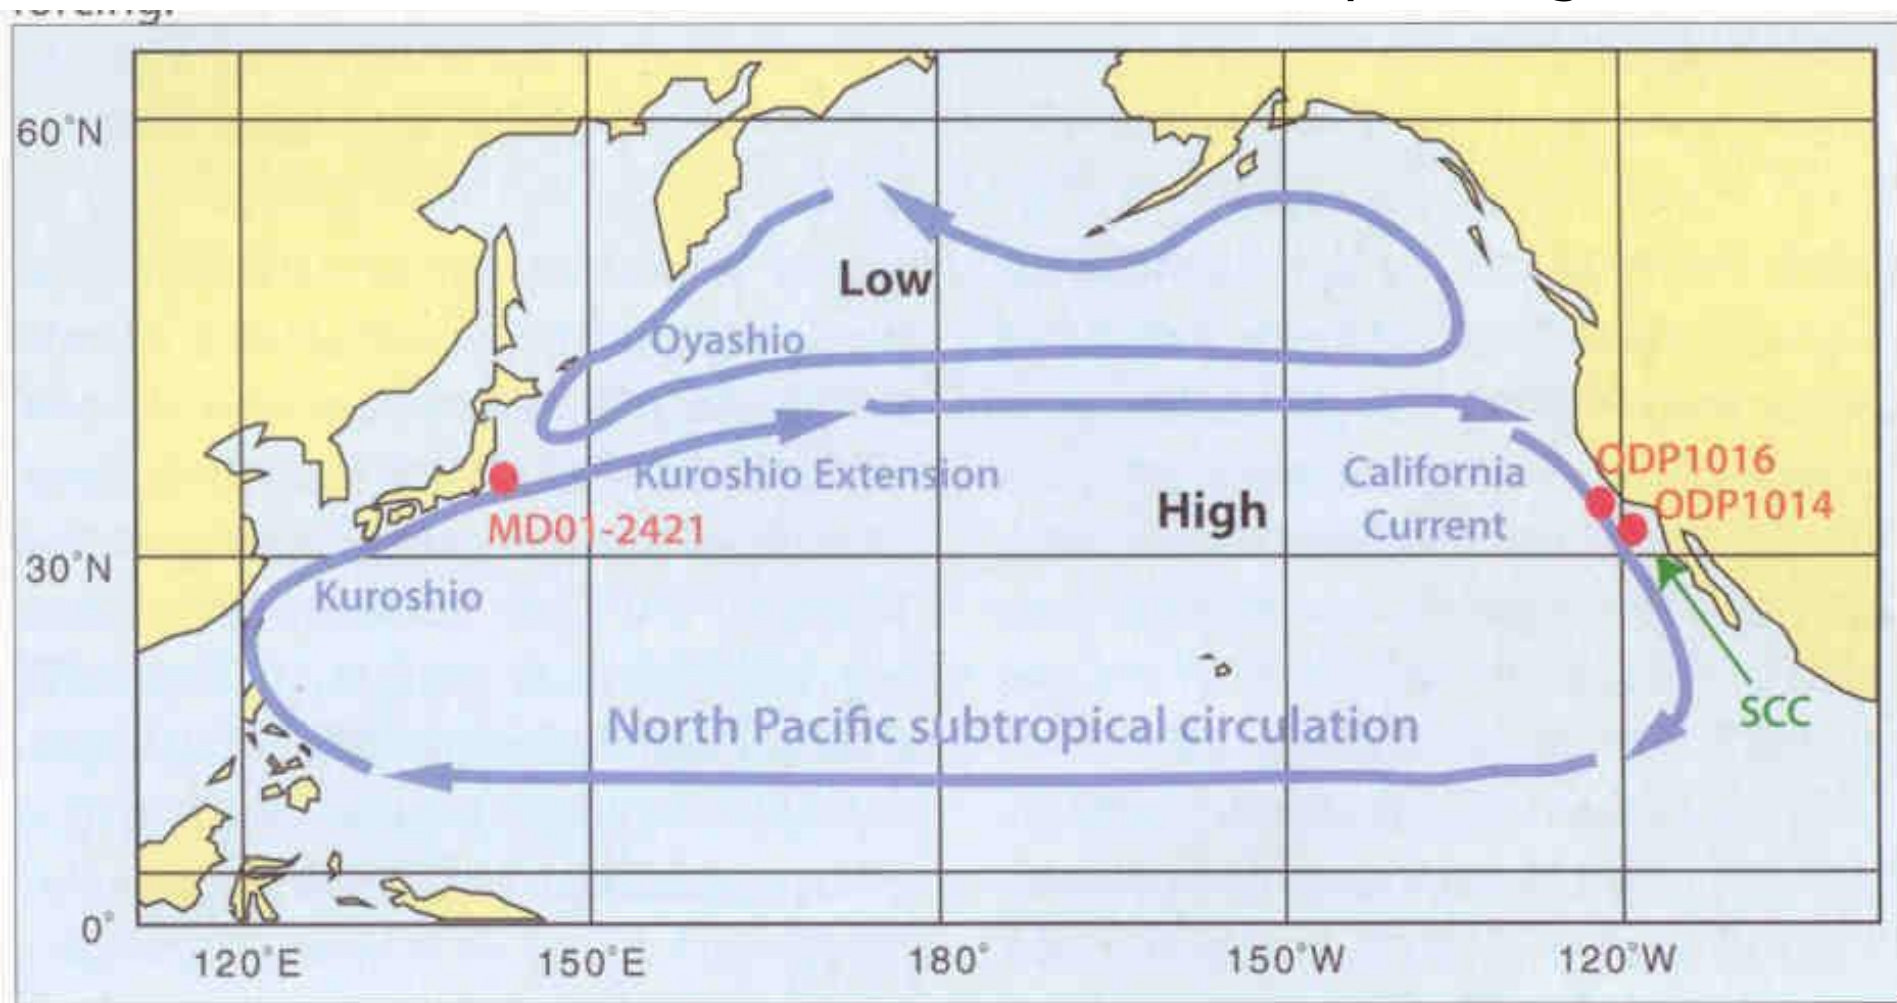 forcing.
60°N
Low
Oyashio
ODP1016
Kuroshio Extension
California
Current
ODP1014
High
MD01-2421
30°N
Kuroshio
SCC
North Pacific subtropical circulation
0°
120°E
150°E
180°
150°W
120°W